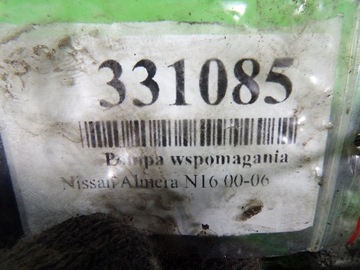 331085
Pompa wspomagania
Nissan Almera N16 00-06